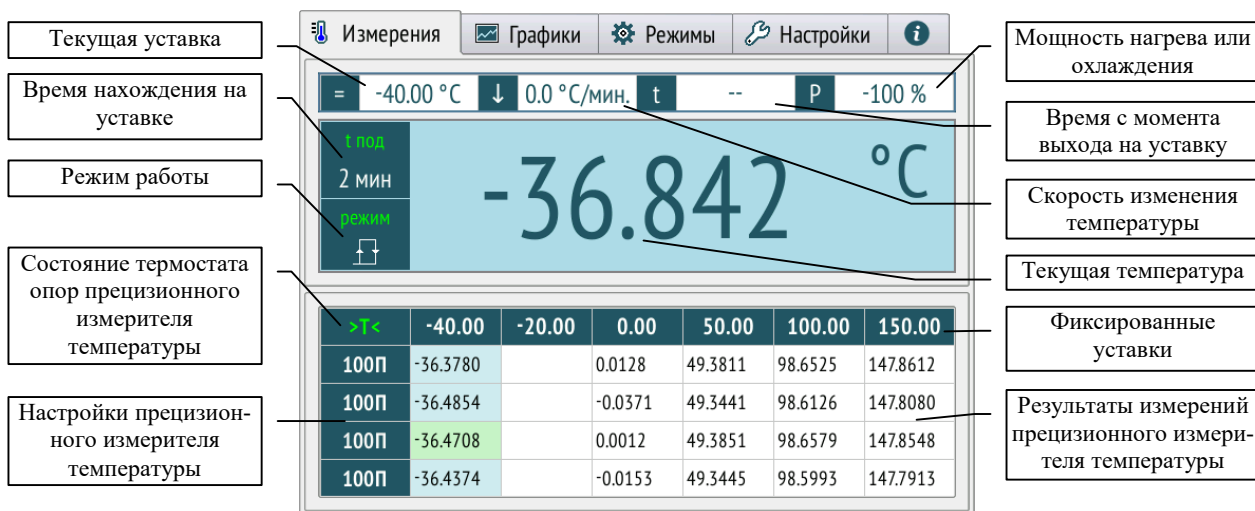 Измерения
Графики
Режимы
Настройки
i
Текущая уставка
Время нахождения на
уставке
Режим работы
Состояние термостата
опор прецизионного
измерителя
температуры
Настройки прецизион-
ного измерителя
температуры
= -40.00 °C ↓ 0.0 °C/мин. t -- P -100 %
t под
2 мин
режим
-36.842 °C
>T< -40.00 -20.00 0.00 50.00 100.00 150.00
100П -36.3780 0.0128 49.3811 98.6525 147.8612
100П -36.4854 -0.0371 49.3441 98.6126 147.8080
100П -36.4708 0.0012 49.3851 98.6579 147.8548
100П -36.4374 -0.0153 49.3445 98.5993 147.7913
Мощность нагрева или
охлаждения
Время с момента
выхода на уставку
Скорость изменения
температуры
Текущая температура
Фиксированные
уставки
Результаты измерений
прецизионного измери-
теля температуры